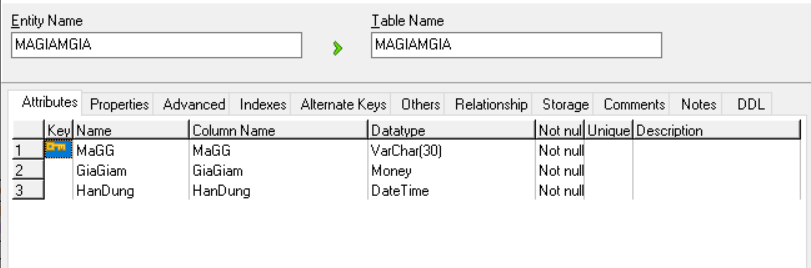 Entity Name Table Name
MAGIAMGIA MAGIAMGIA
Attributes Properties Advanced Indexes Alternate Keys Others Relationship Storage Comments Notes DDL
Key Name Column Name Datatype Not nul Unique Description
1 MaGG MaGG VarChar(30) Not null
2 GiaGiam GiaGiam Money Not null
3 HanDung HanDung DateTime Not null